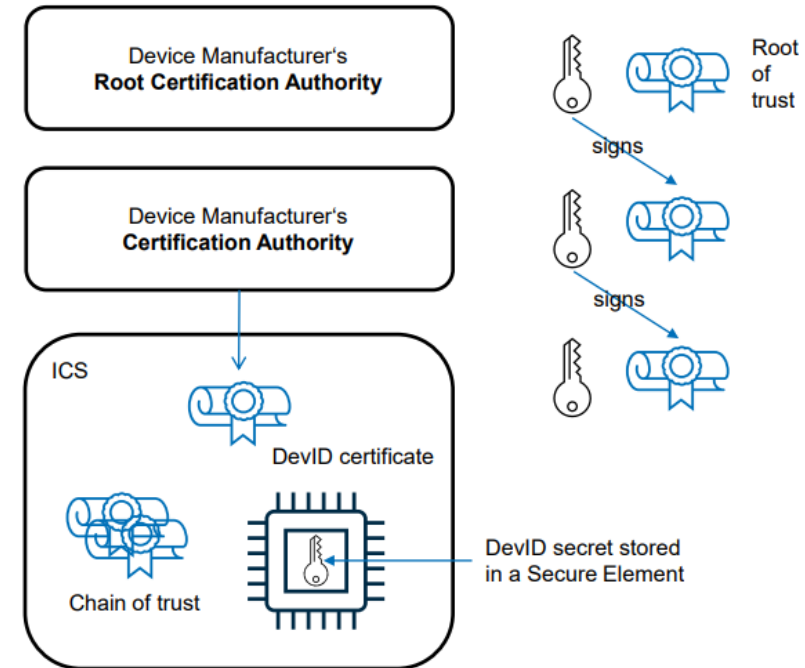 Device Manufacturer‘s
Root Certification Authority
Root
of
trust
signs
Device Manufacturer‘s
Certification Authority
signs
ICS
DevID certificate
DevID secret stored
in a Secure Element
Chain of trust